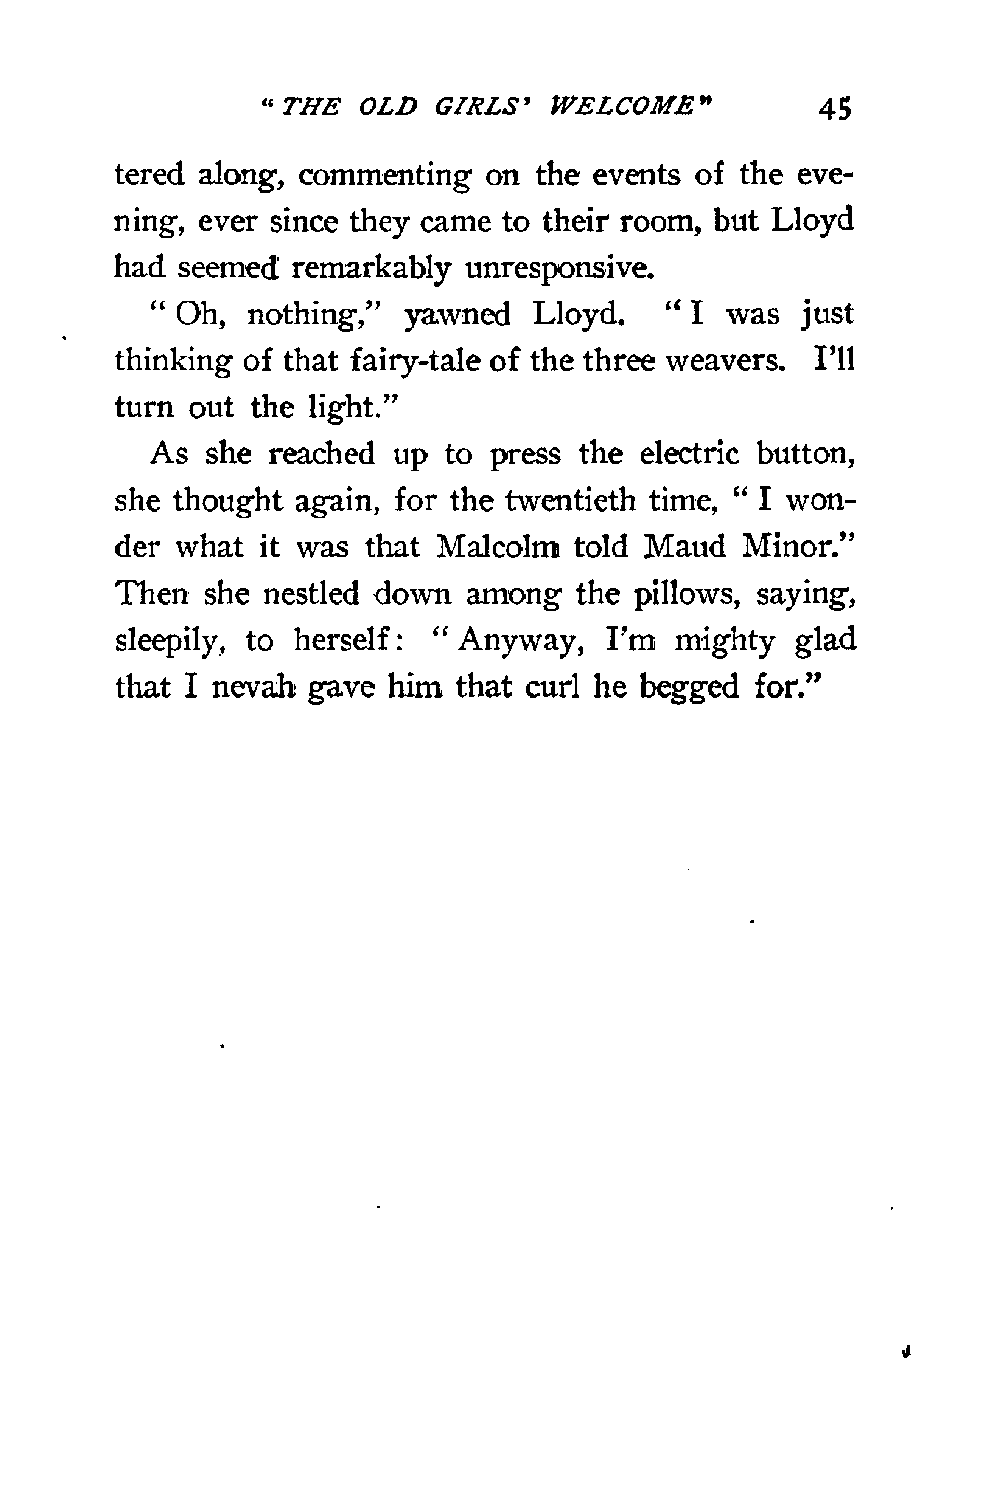 " THE OLD GIRLS' WELCOME" 45
tered along, commenting on the events of the eve-
ning, ever since they came to their room, but Lloyd
had seemed remarkably unresponsive.
" Oh, nothing," yawned Lloyd. " I was just
thinking of that fairy-tale of the three weavers. I'll
turn out the light."
As she reached up to press the electric button,
she thought again, for the twentieth time, " I won-
der what it was that Malcolm told Maud Minor."
Then she nestled down among the pillows, saying,
sleepily, to herself: " Anyway, I'm mighty glad
that I nevah gave him that curl he begged for."